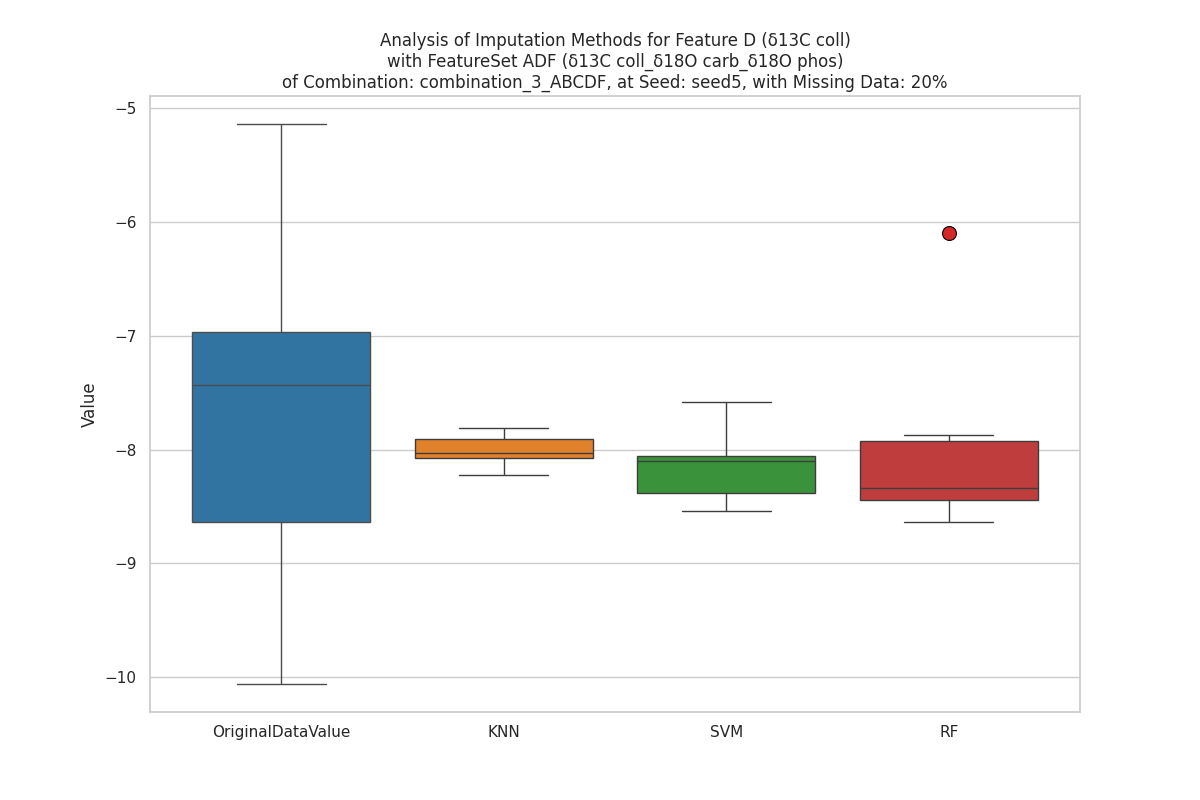 Analysis of Imputation Methods for Feature D (δ13C coll)
with FeatureSet ADF (δ13C coll_δ18O carb_δ18O phos)
of Combination: combination_3_ABCDF, at Seed: seed5, with Missing Data: 20%
−5
−6
−7
−8
−9
−10
Value
OriginalDataValue
KNN
SVM
RF